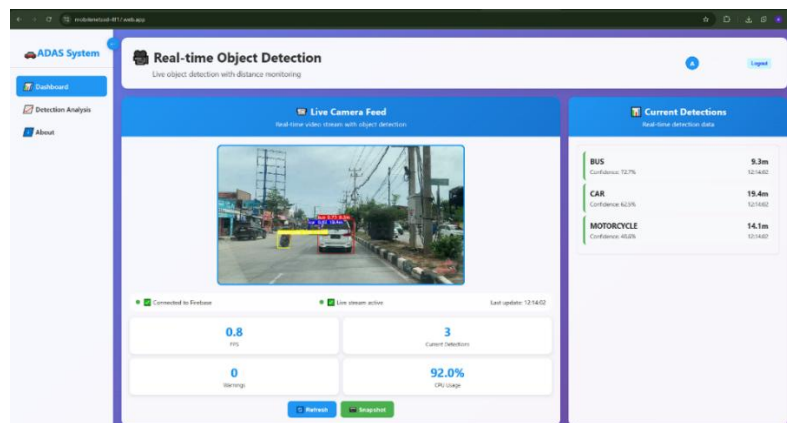 ADAS System
Dashboard
Detection Analysis
About
Real-time Object Detection
Live object detection with distance monitoring
A
Logout
Live Camera Feed
Real-time video stream with object detection
Connected to Firebase
Live stream active
Last update: 12:14:02
0.8
FPS
3
Current Detections
0
Warnings
92.0%
CPU Usage
Refresh
Snapshot
Current Detections
Real-time detection data
BUS
9.3m
Confidence: 72.7%
12:14:02
CAR
19.4m
Confidence: 62.5%
12:14:02
MOTORCYCLE
14.1m
Confidence:
12:14:02